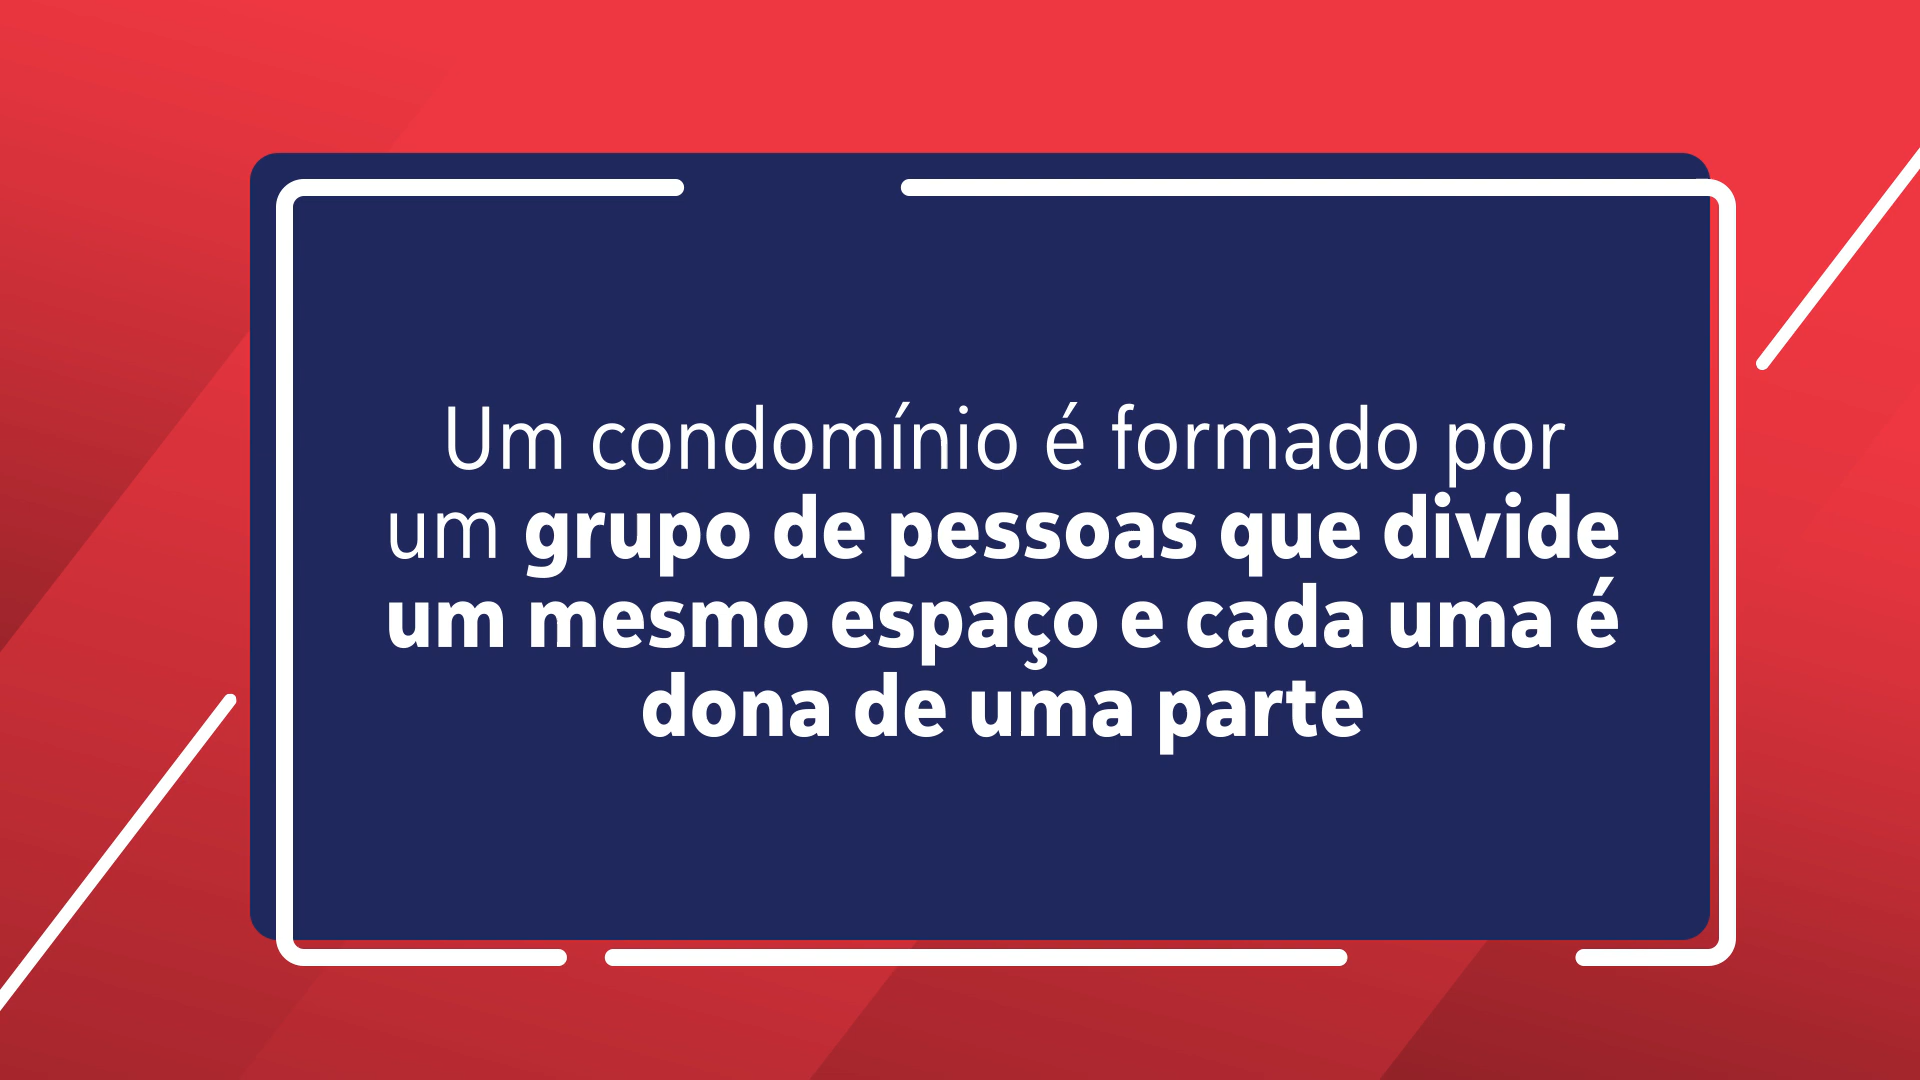 Um condomínio é formado por
um grupo de pessoas que divide
um mesmo espaço e cada uma é
dona de uma parte